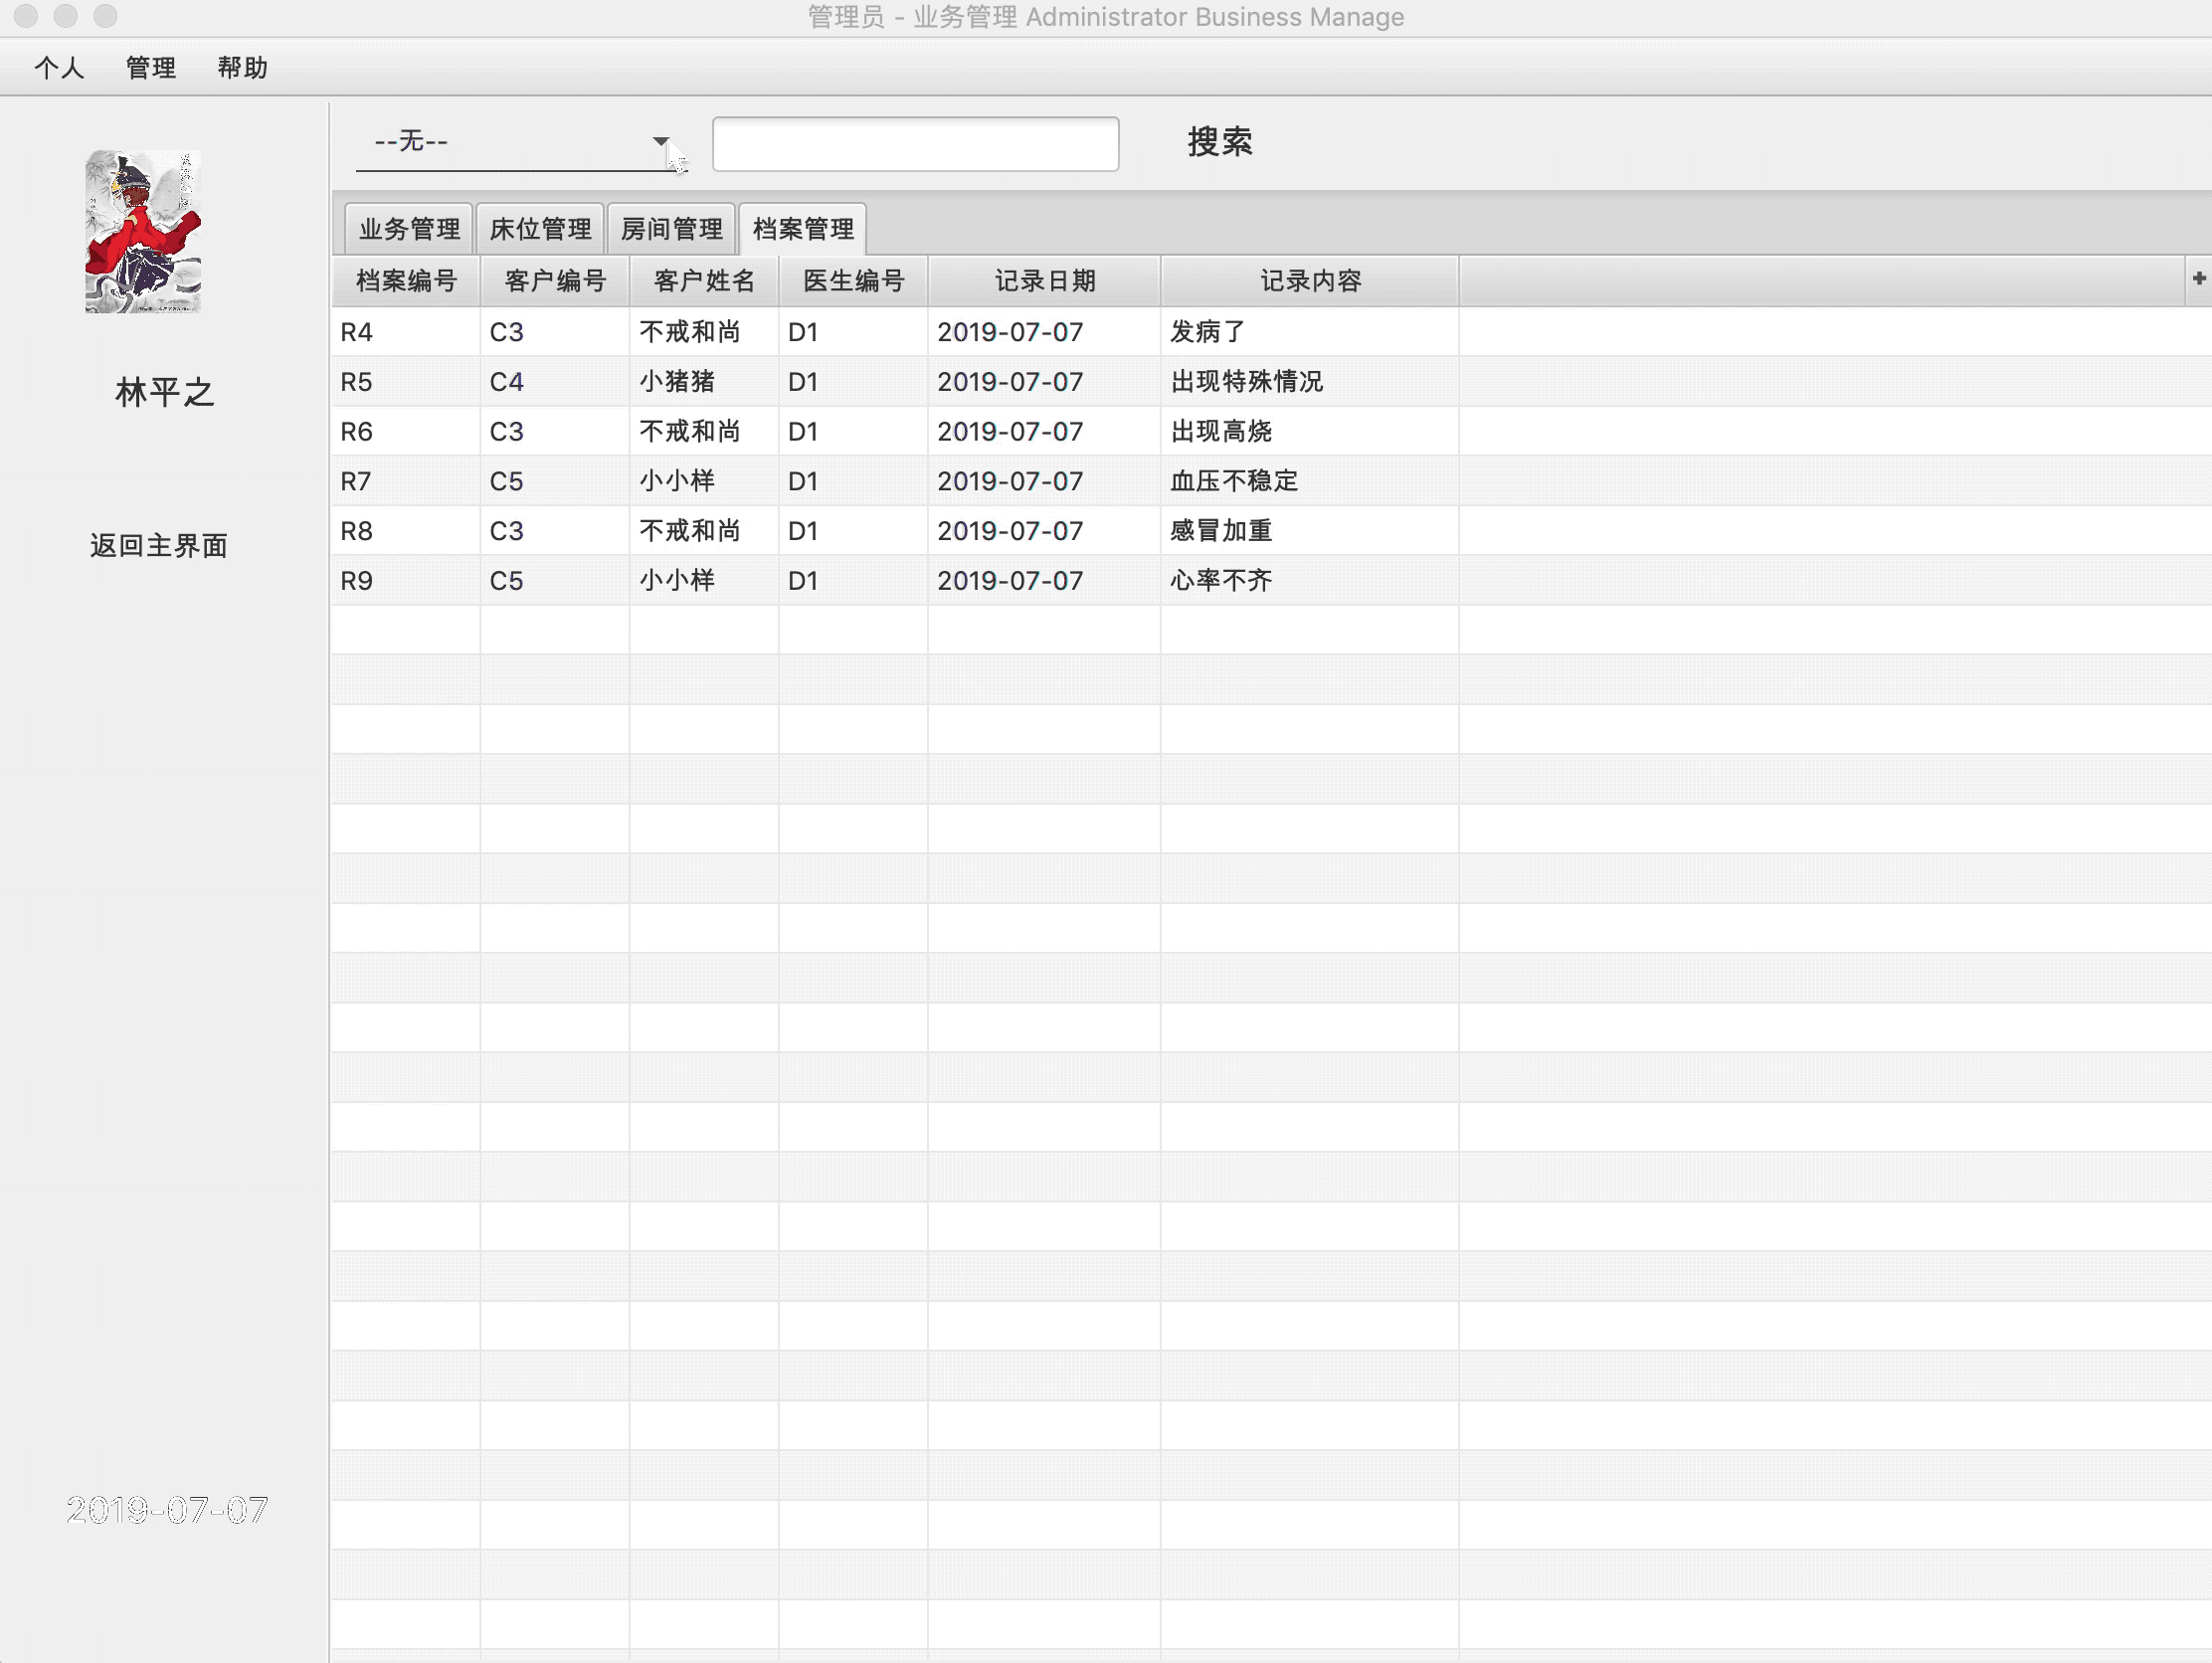 管理员 - 业务管理 Administrator Business Manage
个人 管理 帮助
林平之
返回主界面
2019-07-07
--无-- 搜索
业务管理 床位管理 房间管理 档案管理
档案编号 客户编号 客户姓名 医生编号 记录日期 记录内容 +
R4 C3 不戒和尚 D1 2019-07-07 发病了
R5 C4 小猪猪 D1 2019-07-07 出现特殊情况
R6 C3 不戒和尚 D1 2019-07-07 出现高烧
R7 C5 小小样 D1 2019-07-07 血压不稳定
R8 C3 不戒和尚 D1 2019-07-07 感冒加重
R9 C5 小小样 D1 2019-07-07 心率不齐